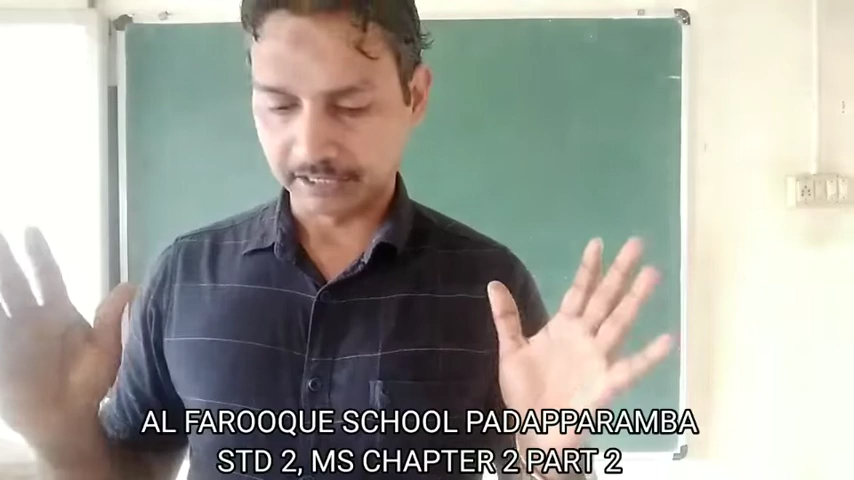 AL FAROOQUE SCHOOL PADAPPARAMBA
STD 2, MS CHAPTER 2 PART 2